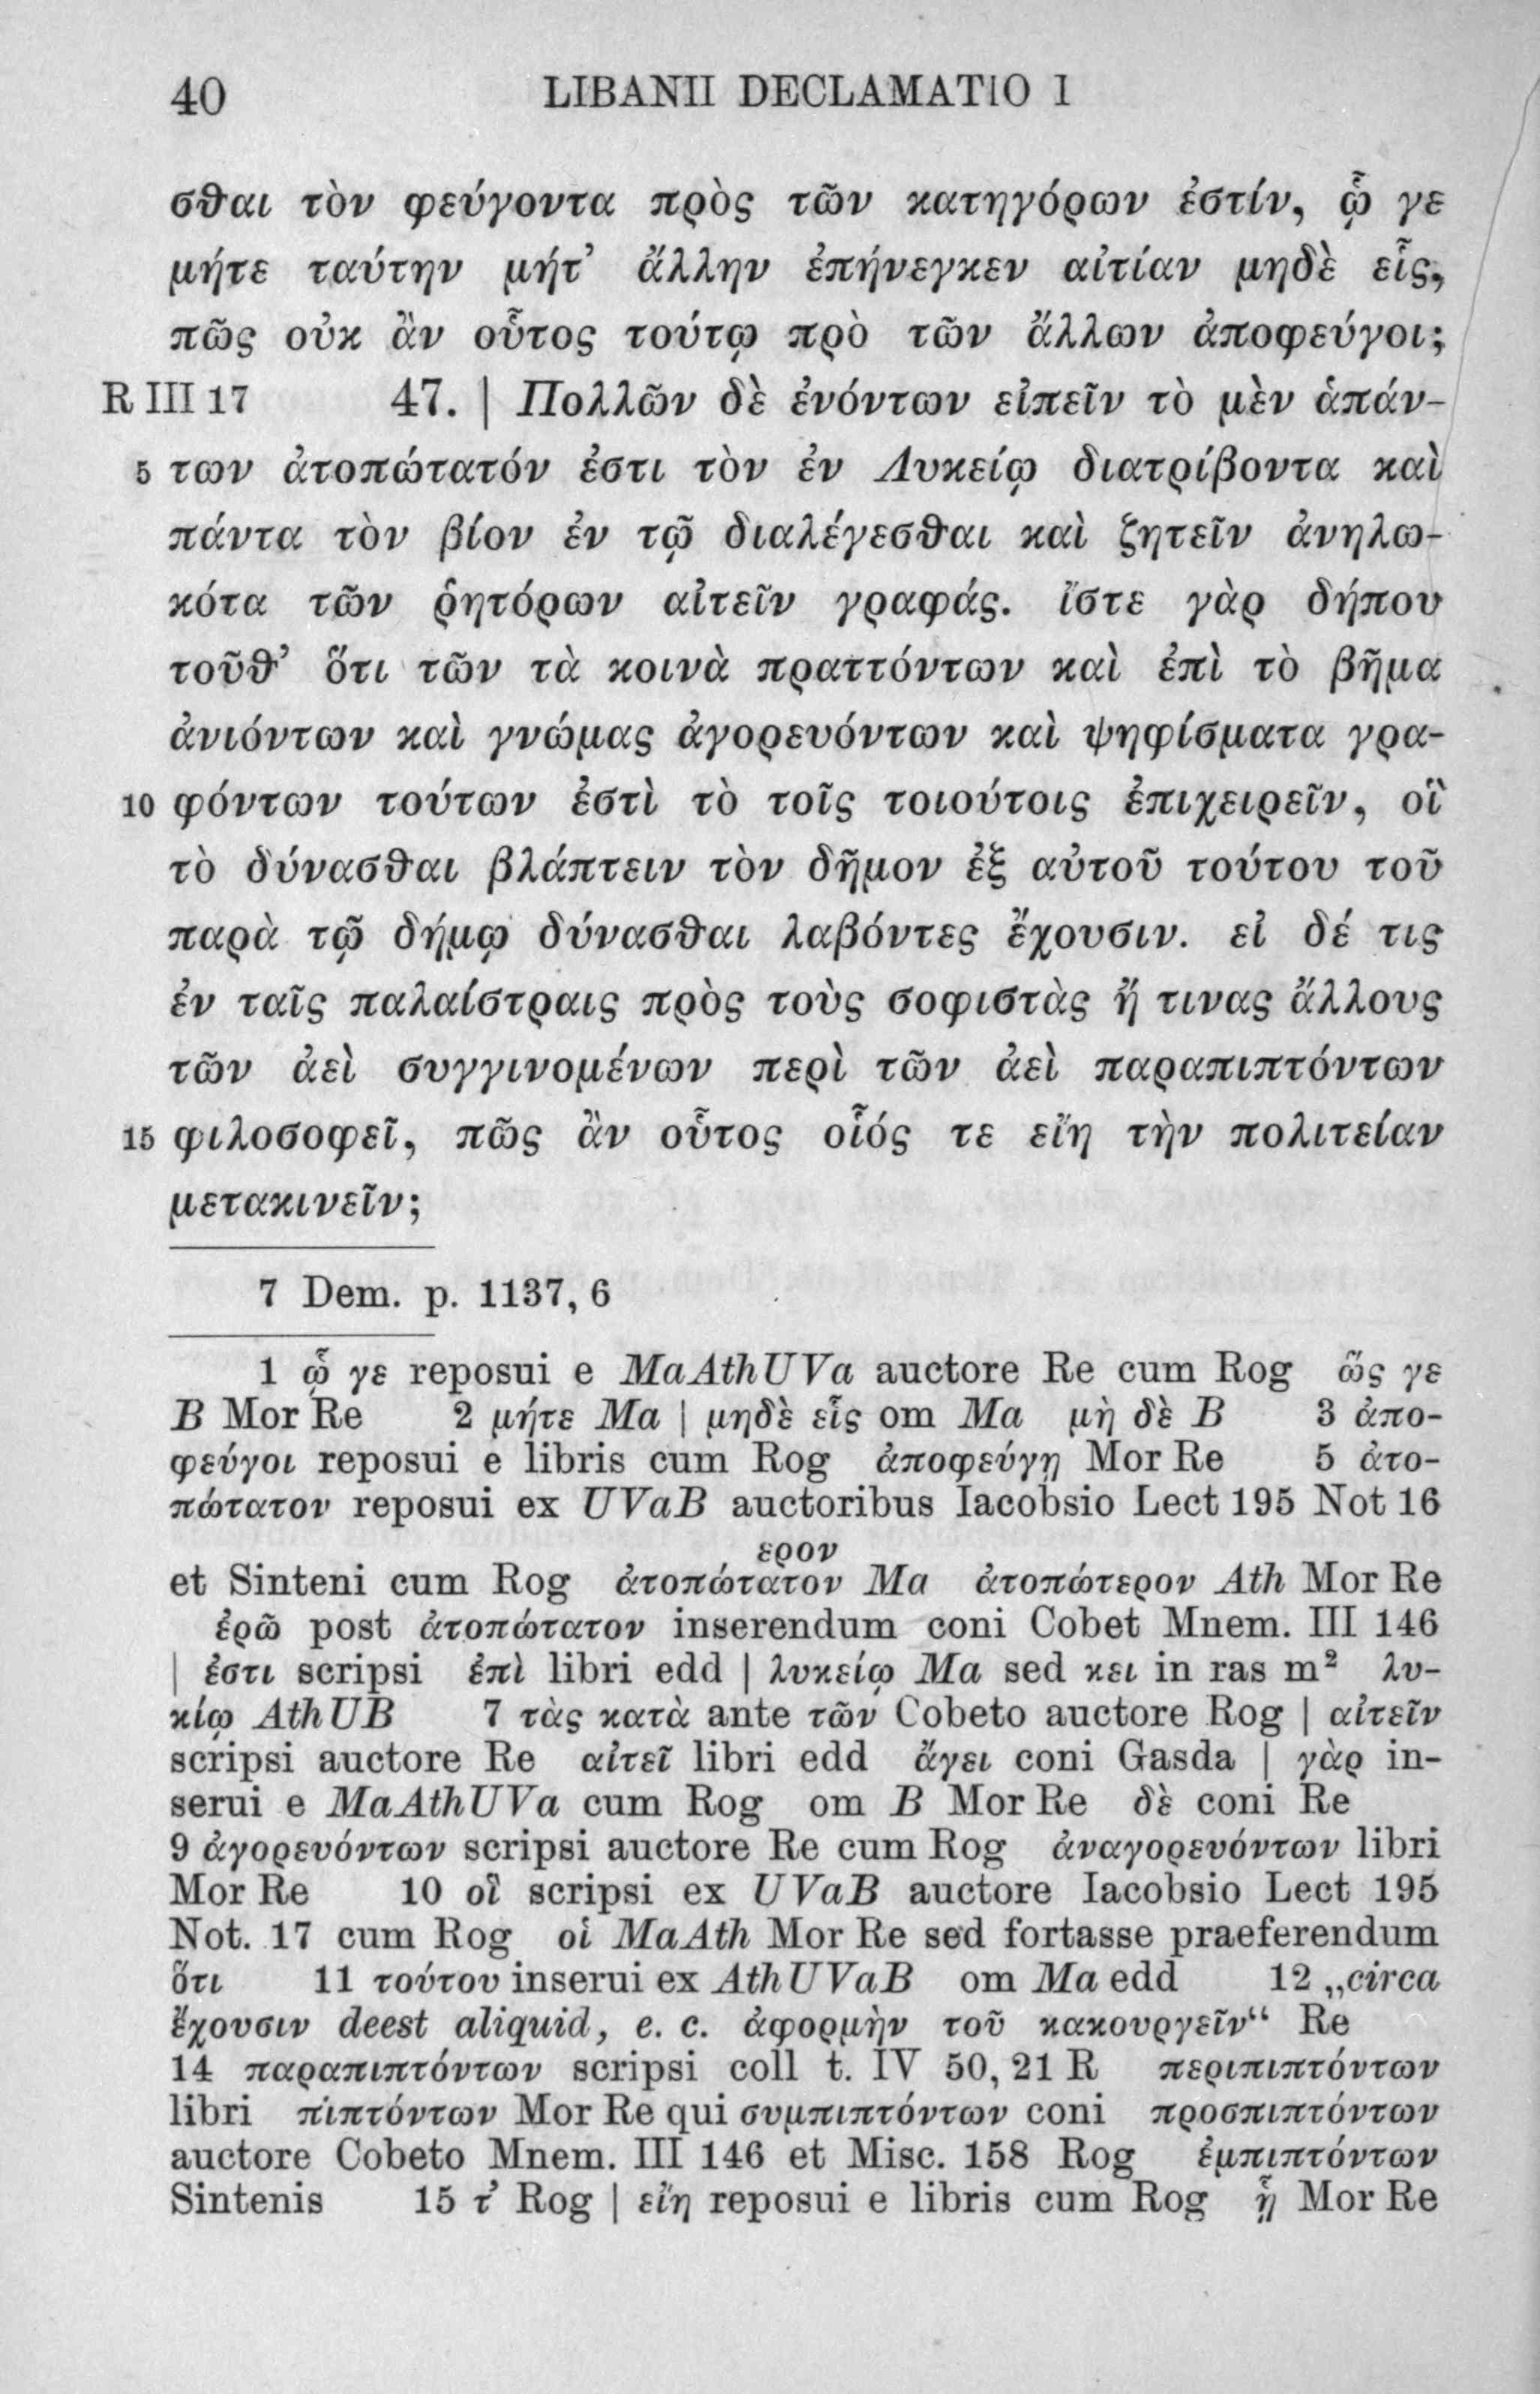 40 LIBANII DECLAMATIO I
σθαι τὸν φεύγοντα πρὸς τῶν κατηγόρων ἐστίν, ᾧ γε
μήτε ταύτην μήτ’ ἄλλην ἐπήνεγκεν αἰτίαν μηδὲ εἷς,
πῶς οὐκ ἂν οὗτος τούτῳ πρὸ τῶν ἄλλων ἀποφεύγοι;
R III 17 47. | Πολλῶν δὲ ἐνόντων εἰπεῖν τὸ μὲν ἁπάν-
5 των ἀτοπώτατόν ἐστι τὸν ἐν Λυκείῳ διατρίβοντα καὶ
πάντα τὸν βίον ἐν τῷ διαλέγεσθαι καὶ ζητεῖν ἀνηλω-
κότα τῶν ῥητόρων αἰτεῖν γραφάς. ἴστε γὰρ δήπου
τοῦθ’ ὅτι τῶν τὰ κοινὰ πραττόντων καὶ ἐπὶ τὸ βῆμα
ἀνιόντων καὶ γνώμας ἀγορευόντων καὶ ψηφίσματα γρα-
10 φόντων τούτων ἐστὶ τὸ τοῖς τοιούτοις ἐπιχειρεῖν, οἳ
τὸ δύνασθαι βλάπτειν τὸν δῆμον ἐξ αὐτοῦ τούτου τοῦ
παρὰ τῷ δήμῳ δύνασθαι λαβόντες ἔχουσιν. εἰ δέ τις
ἐν ταῖς παλαίστραις πρὸς τοὺς σοφιστὰς ἤ τινας ἄλλους
τῶν ἀεὶ συγγινομένων περὶ τῶν ἀεὶ παραπιπτόντων
15 φιλοσοφεῖ, πῶς ἂν οὗτος οἷός τε εἴη τὴν πολιτείαν
μετακινεῖν;
7 Dem. p. 1137, 6
1 ᾧ γε reposui e MaAthUVa auctore Re cum Rog ὥς γε
B Mor Re 2 μήτε Ma | μηδὲ εἷς om Ma μὴ δὲ B 3 ἀπο-
φεύγοι reposui e libris cum Rog ἀποφεύγῃ Mor Re 5 ἀτο-
πώτατον reposui ex UVaB auctoribus Iacobsio Lect 195 Not 16
ερον
et Sinteni cum Rog ἀτοπώτατον Ma ἀτοπώτερον Ath Mor Re
ἐρῶ post ἀτοπώτατον inserendum coni Cobet Mnem. III 146
| ἐστι scripsi ἐπὶ libri edd | λυκείῳ Ma sed κει in ras m² λυ-
κίῳ AthUB 7 τὰς κατὰ ante τῶν Cobeto auctore Rog | αἰτεῖν
scripsi auctore Re αἰτεῖ libri edd ἄγει coni Gasda | γὰρ in-
serui e MaAthUVa cum Rog om B Mor Re δὲ coni Re
9 ἀγορευόντων scripsi auctore Re cum Rog ἀναγορευόντων libri
Mor Re 10 οἳ scripsi ex UVaB auctore Iacobsio Lect 195
Not. 17 cum Rog οἱ MaAth Mor Re sed fortasse praeferendum
ὅτι 11 τούτου inserui ex AthUVaB om Ma edd 12 „circa
ἔχουσιν deest aliquid, e. c. ἀφορμὴν τοῦ κακουργεῖν“ Re
14 παραπιπτόντων scripsi coll t. IV 50, 21 R περιπιπτόντων
libri πιπτόντων Mor Re qui συμπιπτόντων coni προσπιπτόντων
auctore Cobeto Mnem. III 146 et Misc. 158 Rog ἐμπιπτόντων
Sintenis 15 τ’ Rog | εἴη reposui e libris cum Rog ᾖ Mor Re